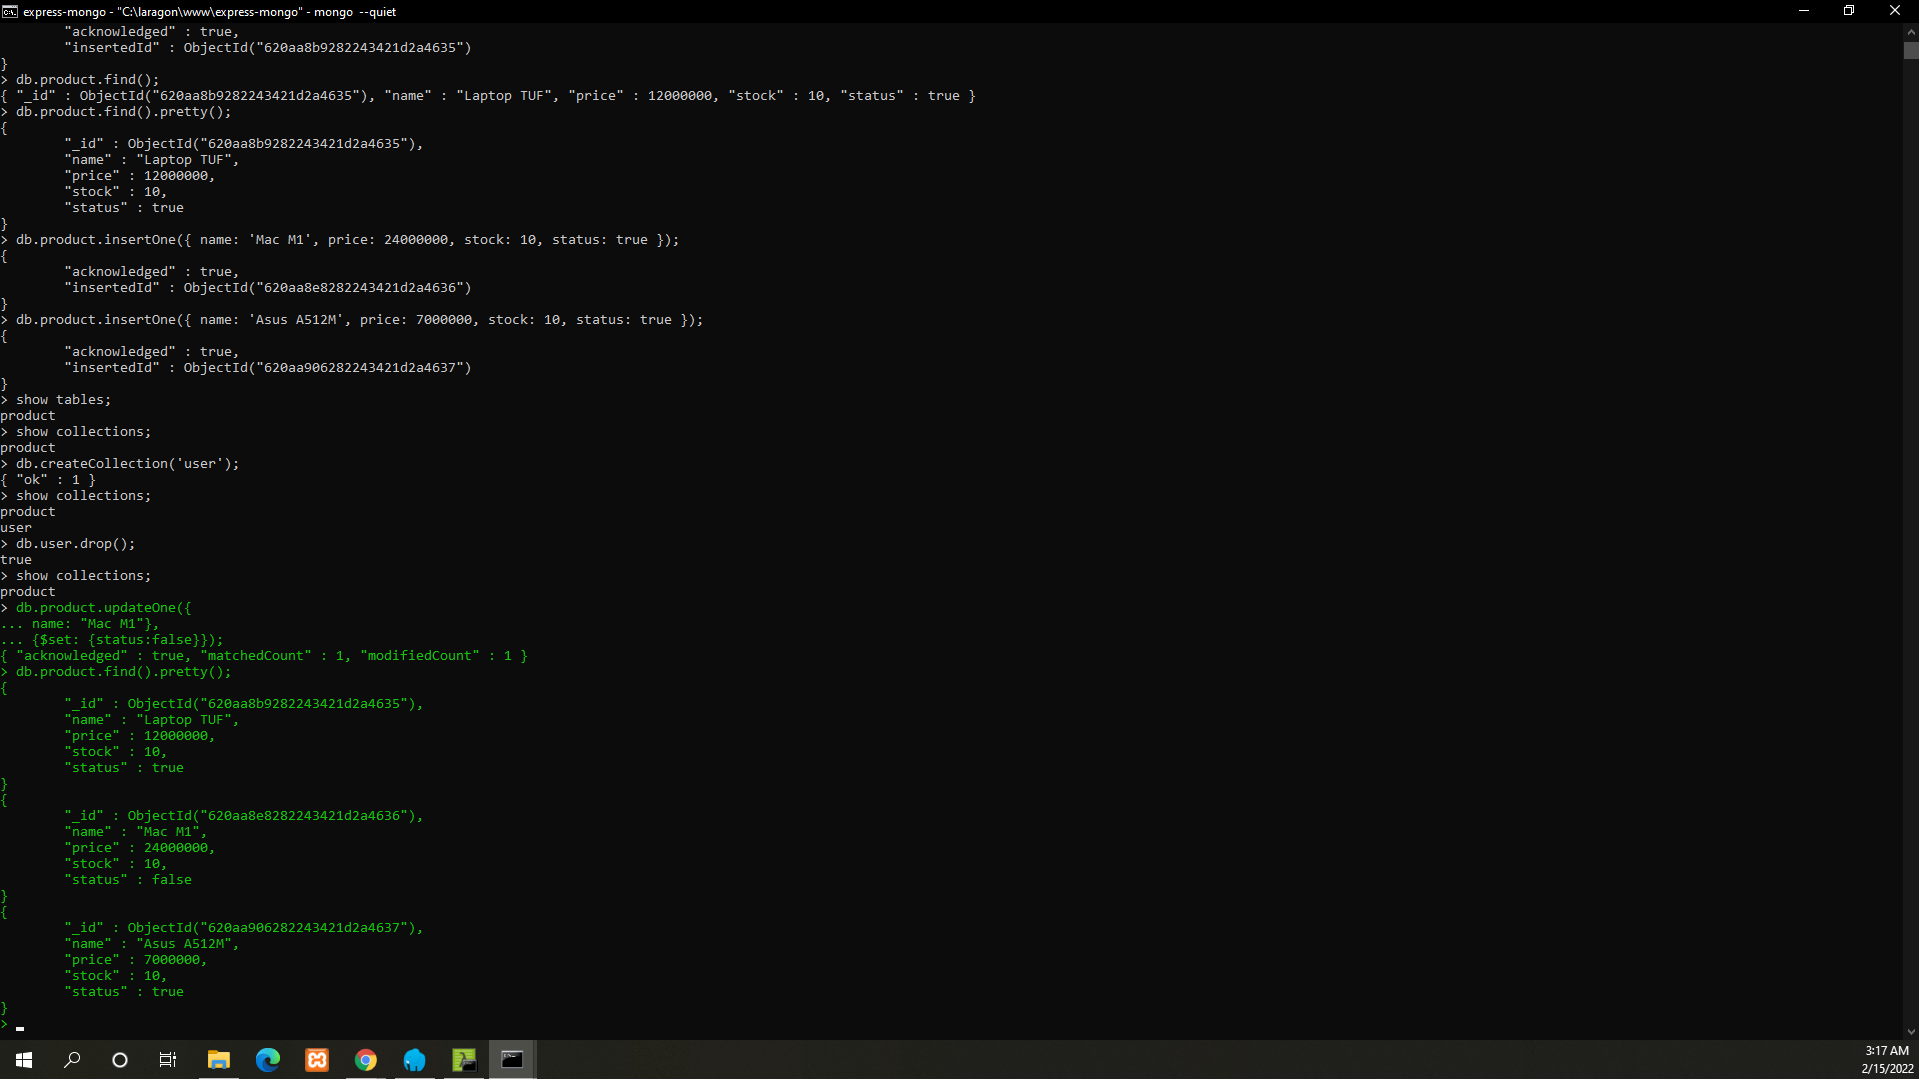 express-mongo - "C:\laragon\www\express-mongo" - mongo  --quiet
        "acknowledged" : true,
        "insertedId" : ObjectId("620aa8b9282243421d2a4635")
}
> db.product.find();
{ "_id" : ObjectId("620aa8b9282243421d2a4635"), "name" : "Laptop TUF", "price" : 12000000, "stock" : 10, "status" : true }
> db.product.find().pretty();
{
        "_id" : ObjectId("620aa8b9282243421d2a4635"),
        "name" : "Laptop TUF",
        "price" : 12000000,
        "stock" : 10,
        "status" : true
}
> db.product.insertOne({ name: 'Mac M1', price: 24000000, stock: 10, status: true });
{
        "acknowledged" : true,
        "insertedId" : ObjectId("620aa8e8282243421d2a4636")
}
> db.product.insertOne({ name: 'Asus A512M', price: 7000000, stock: 10, status: true });
{
        "acknowledged" : true,
        "insertedId" : ObjectId("620aa906282243421d2a4637")
}
> show tables;
product
> show collections;
product
> db.createCollection('user');
{ "ok" : 1 }
> show collections;
product
user
> db.user.drop();
true
> show collections;
product
> db.product.updateOne({
... name: "Mac M1"},
... {$set: {status:false}});
{ "acknowledged" : true, "matchedCount" : 1, "modifiedCount" : 1 }
> db.product.find().pretty();
{
        "_id" : ObjectId("620aa8b9282243421d2a4635"),
        "name" : "Laptop TUF",
        "price" : 12000000,
        "stock" : 10,
        "status" : true
}
{
        "_id" : ObjectId("620aa8e8282243421d2a4636"),
        "name" : "Mac M1",
        "price" : 24000000,
        "stock" : 10,
        "status" : false
}
{
        "_id" : ObjectId("620aa906282243421d2a4637"),
        "name" : "Asus A512M",
        "price" : 7000000,
        "stock" : 10,
        "status" : true
}
>
3:17 AM
2/15/2022